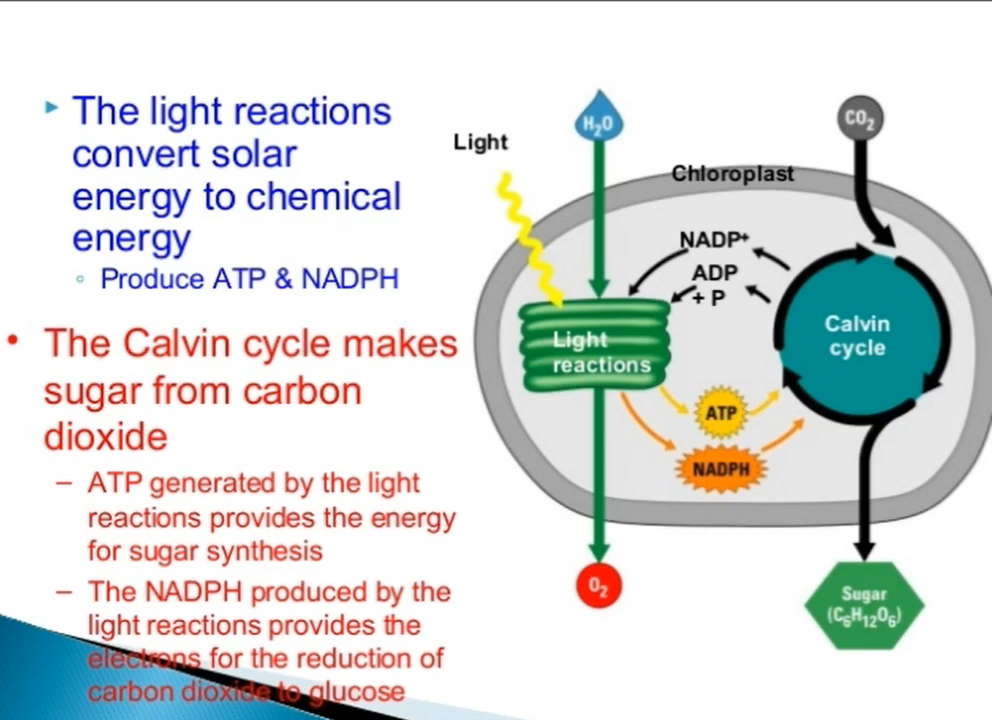 The light reactions
convert solar
energy to chemical
energy
Produce ATP & NADPH
The Calvin cycle makes
sugar from carbon
dioxide
– ATP generated by the light
reactions provides the energy
for sugar synthesis
– The NADPH produced by the
light reactions provides the
electrons for the reduction of
carbon dioxide to glucose
Light
H₂O
CO₂
Chloroplast
NADP+
ADP
+ P
Light
reactions
Calvin
cycle
ATP
NADPH
O₂
Sugar
(C₆H₁₂O₆)